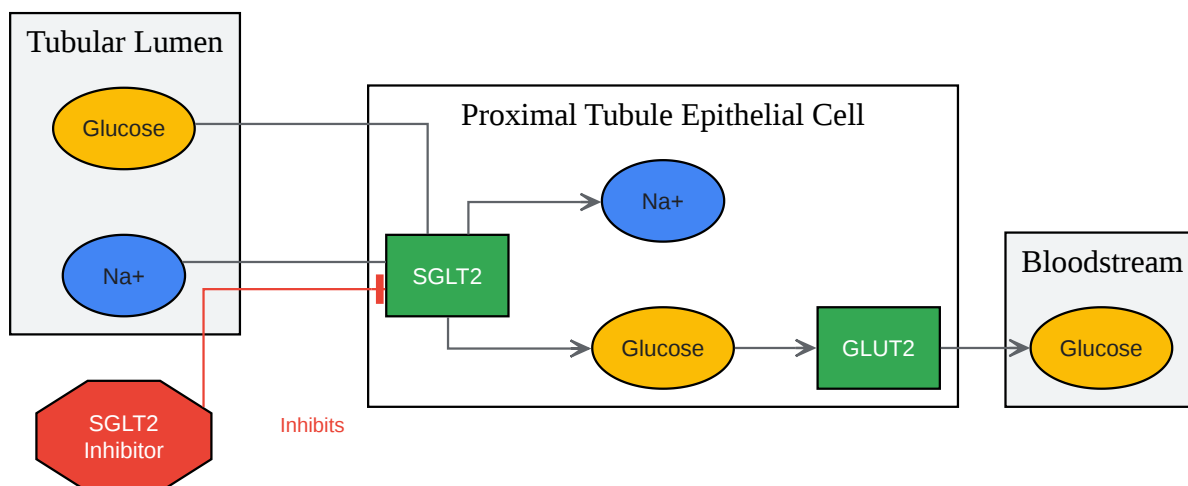 Tubular Lumen
Glucose
Na+
Proximal Tubule Epithelial Cell
Na+
SGLT2
Glucose
GLUT2
Bloodstream
Glucose
SGLT2
Inhibitor
Inhibits